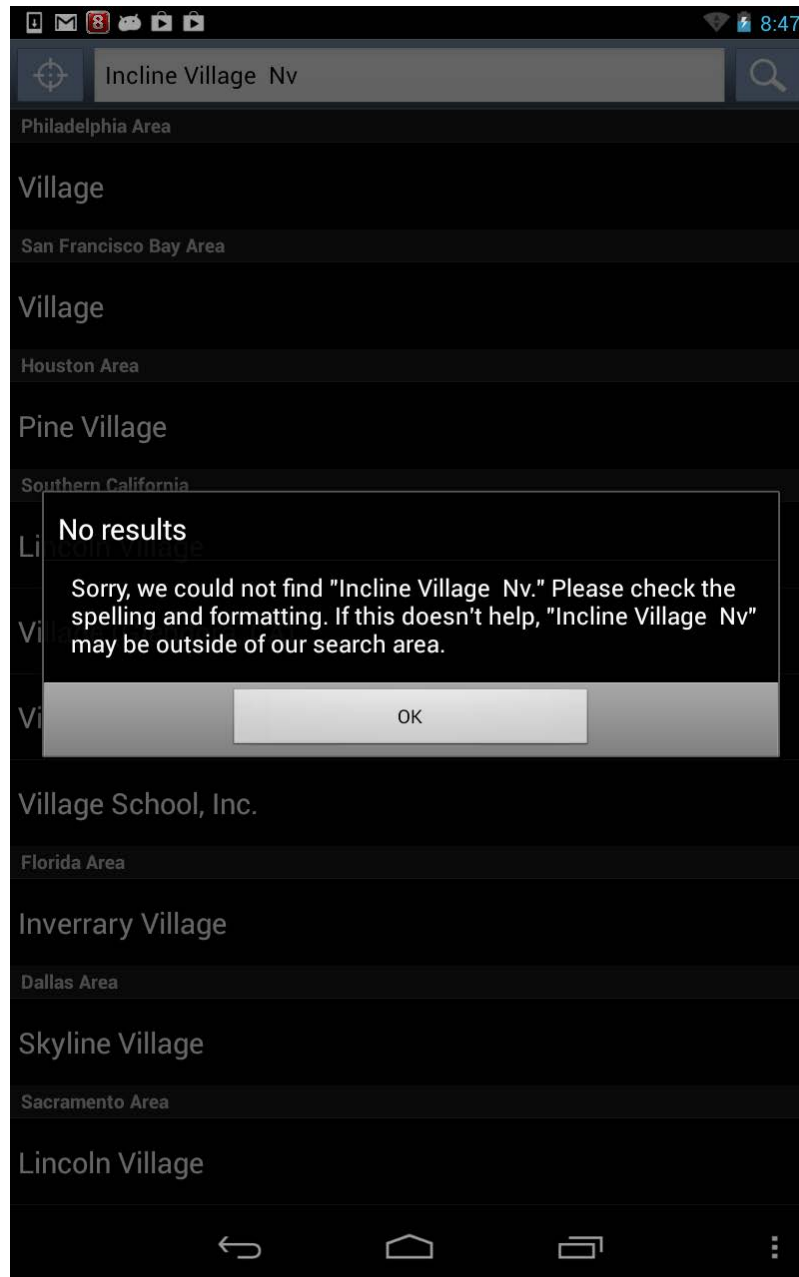 8:47
Incline Village  Nv
Philadelphia Area
Village
San Francisco Bay Area
Village
Houston Area
Pine Village
Southern California
Lincoln Village
No results
Sorry, we could not find "Incline Village  Nv." Please check the
spelling and formatting. If this doesn't help, "Incline Village  Nv"
may be outside of our search area.
OK
Village School, Inc.
Florida Area
Inverrary Village
Dallas Area
Skyline Village
Sacramento Area
Lincoln Village